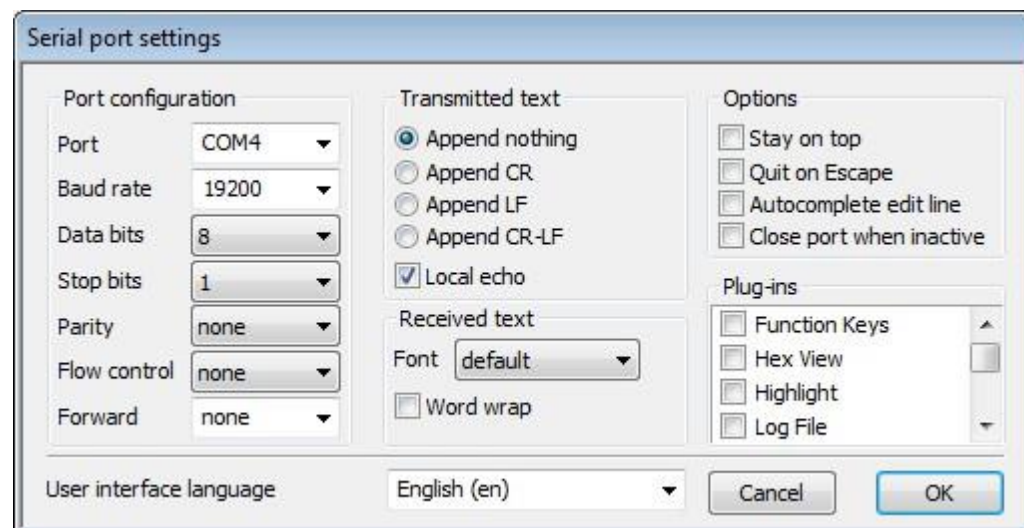 Serial port settings
Port configuration
Port COM4
Baud rate 19200
Data bits 8
Stop bits 1
Parity none
Flow control none
Forward none
Transmitted text
Append nothing
Append CR
Append LF
Append CR-LF
Local echo
Received text
Font default
Word wrap
Options
Stay on top
Quit on Escape
Autocomplete edit line
Close port when inactive
Plug-ins
Function Keys
Hex View
Highlight
Log File
User interface language English (en) Cancel OK